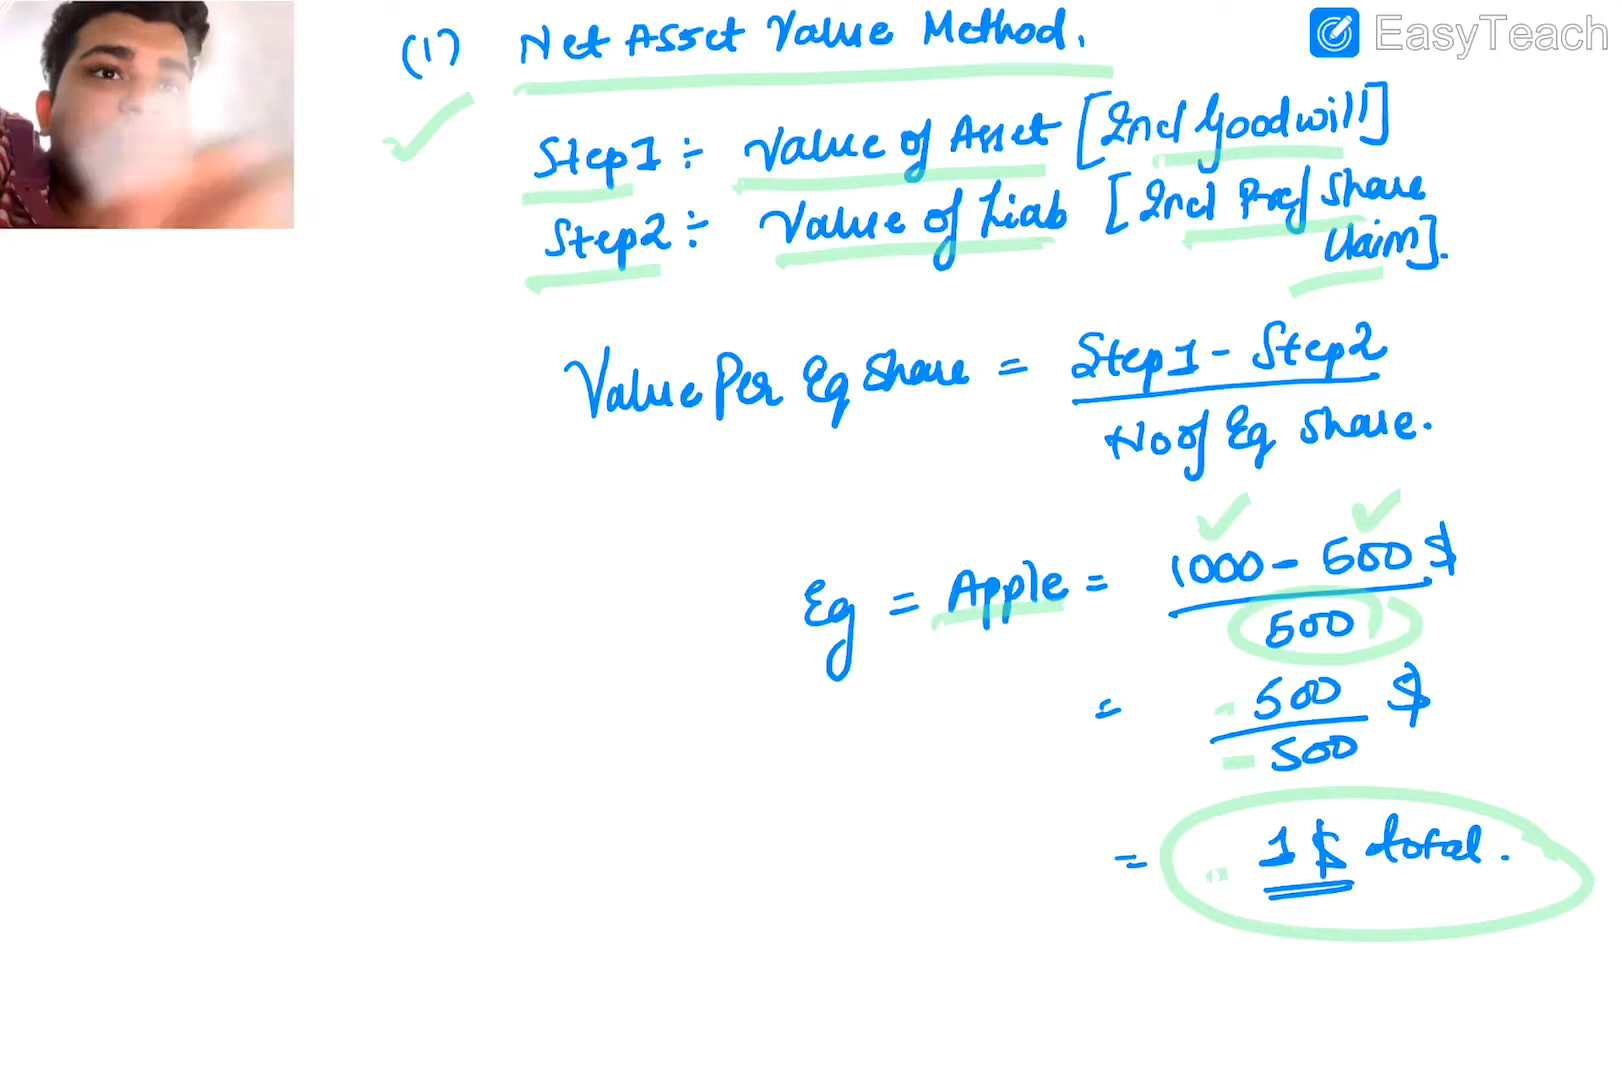 (1) Net Asset Value Method.
EasyTeach
Step1 ÷ Value of Asset [Incl Goodwill]
Step2 ÷ Value of Liab [Incl Pref Share
Claim].
Value Per Eq Share = Step1 - Step2
No of Eq Share.
Eg = Apple = 1000 - 500 $
500
= 500 $
500
= 1 $ total.